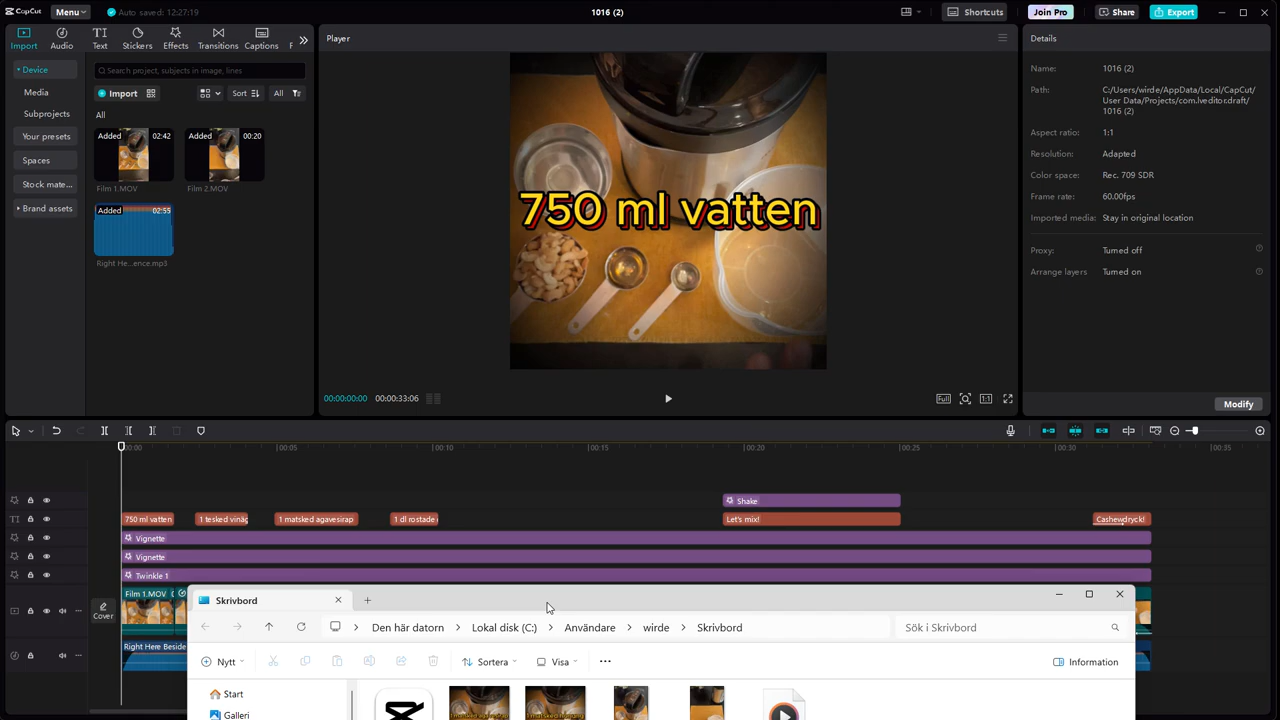 CapCut
Menu
Auto saved: 12:27:19
1016 (2)
Shortcuts
Join Pro
Share
Export
Import
Audio
Text
Stickers
Effects
Transitions
Captions
F
Device
Media
Subprojects
Your presets
Spaces
Stock mate...
Brand assets
Search project, subjects in image, lines
Import
Sort
All
All
Added
02:42
Film 1.MOV
Added
00:20
Film 2.MOV
Added
02:55
Right He...ence.mp3
Player
750 ml vatten
00:00:00:00
00:00:33:06
Full
1:1
Details
Name:
1016 (2)
Path:
C:/Users/wirde/AppData/Local/CapCut/
User Data/Projects/com.lveditor.draft/
1016 (2)
Aspect ratio:
1:1
Resolution:
Adapted
Color space:
Rec. 709 SDR
Frame rate:
60.00fps
Imported media:
Stay in original location
Proxy:
Turned off
Arrange layers
Turned on
Modify
00:00
00:05
00:10
00:15
00:20
00:25
00:30
00:35
Shake
750 ml vatten
1 tesked vinäg
1 matsked agavesirap
1 dl rostade
Let's mix!
Cashewdryck!
Vignette
Vignette
Twinkle 1
Cover
Film 1.MOV
Right Here Beside
Skrivbord
Den här datorn
Lokal disk (C:)
Användare
wirde
Skrivbord
Sök i Skrivbord
Nytt
Sortera
Visa
Information
Start
Galleri